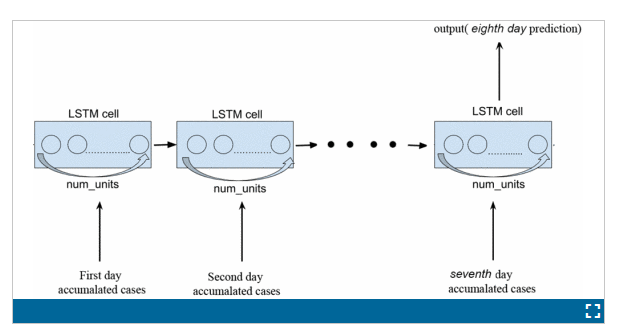 output( eighth day prediction)
LSTM cell
LSTM cell
LSTM cell
num_units
num_units
num_units
First day
accumalated cases
Second day
accumalated cases
seventh day
accumalated cases